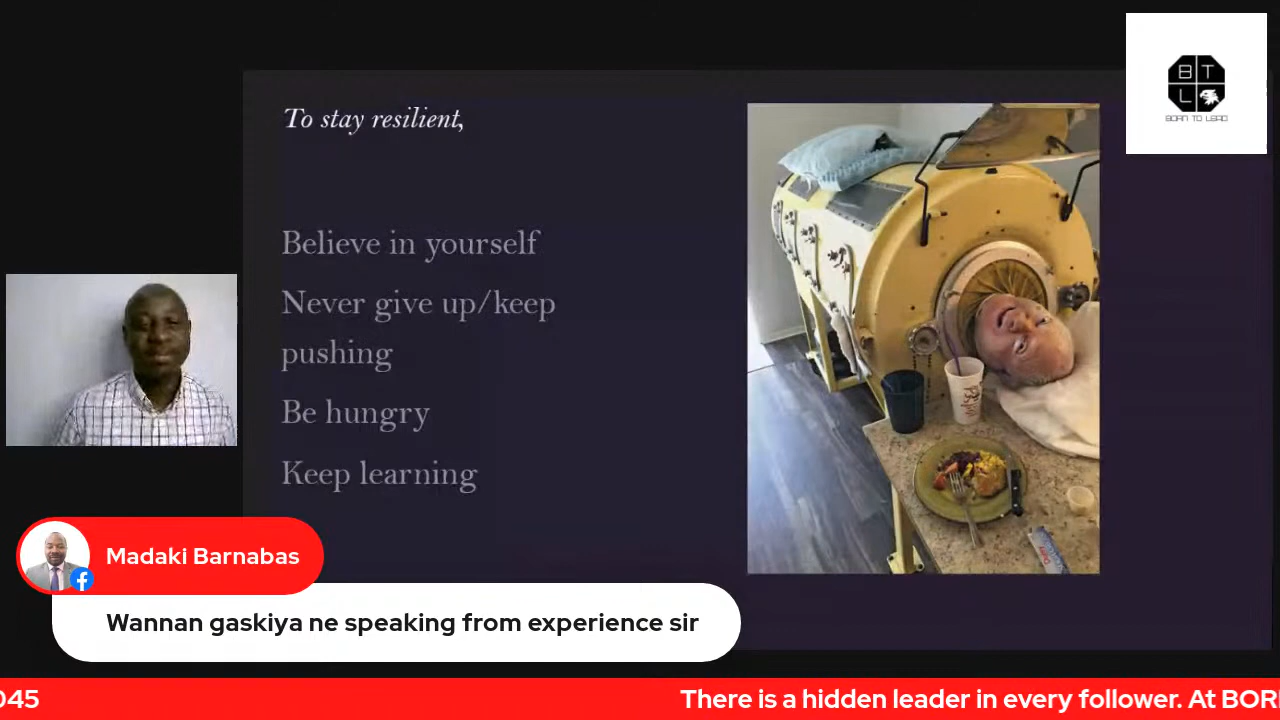 To stay resilient,
Believe in yourself
Never give up/keep
pushing
Be hungry
Keep learning
B T
L
BORN TO LEAD
Madaki Barnabas
Wannan gaskiya ne speaking from experience sir
045
There is a hidden leader in every follower. At BOR